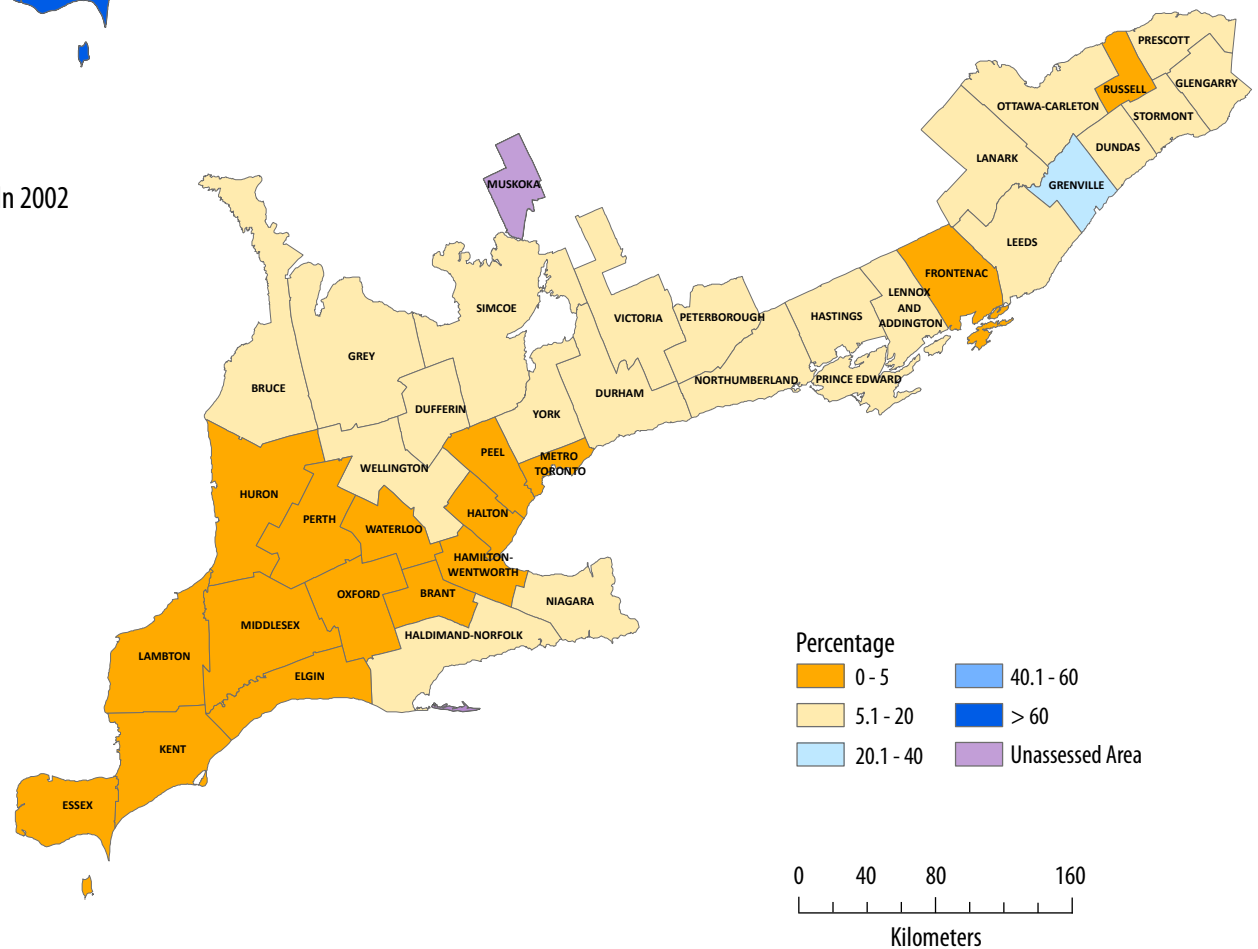 In 2002
PRESCOTT
GLENGARRY
RUSSELL
OTTAWA-CARLETON
STORMONT
DUNDAS
LANARK
GRENVILLE
MUSKOKA
LEEDS
FRONTENAC
LENNOX
AND
ADDINGTON
SIMCOE
VICTORIA
PETERBOROUGH
HASTINGS
GREY
BRUCE
PRINCE EDWARD
NORTHUMBERLAND
DURHAM
DUFFERIN
YORK
PEEL
METRO
TORONTO
WELLINGTON
HURON
PERTH
HALTON
WATERLOO
HAMILTON-
WENTWORTH
OXFORD
BRANT
NIAGARA
MIDDLESEX
HALDIMAND-NORFOLK
LAMBTON
ELGIN
KENT
ESSEX
Percentage
0 - 5
5.1 - 20
20.1 - 40
40.1 - 60
> 60
Unassessed Area
0 40 80 160
Kilometers